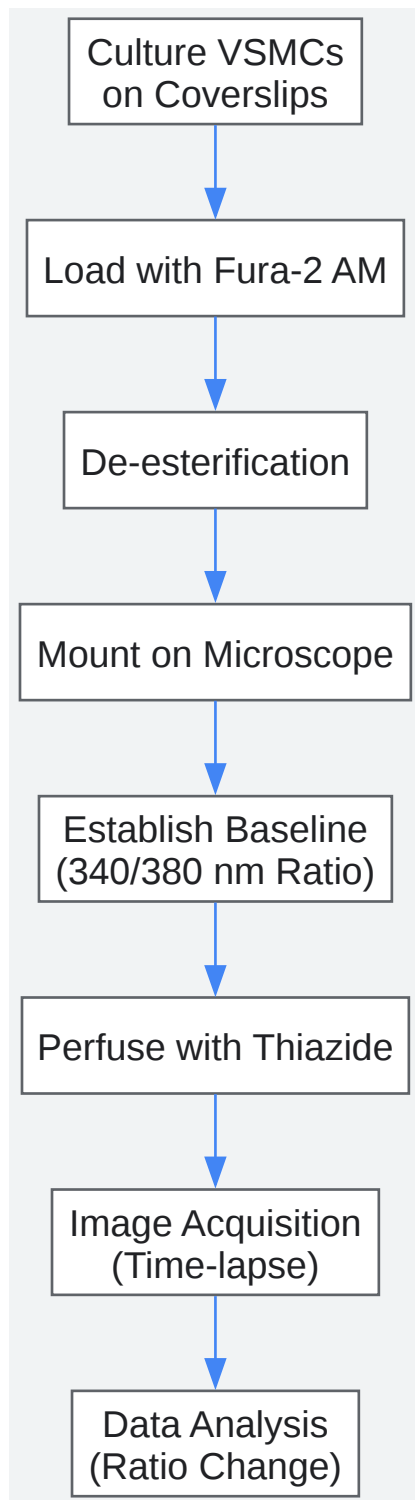 Culture VSMCs
on Coverslips
Load with Fura-2 AM
De-esterification
Mount on Microscope
Establish Baseline
(340/380 nm Ratio)
Perfuse with Thiazide
Image Acquisition
(Time-lapse)
Data Analysis
(Ratio Change)